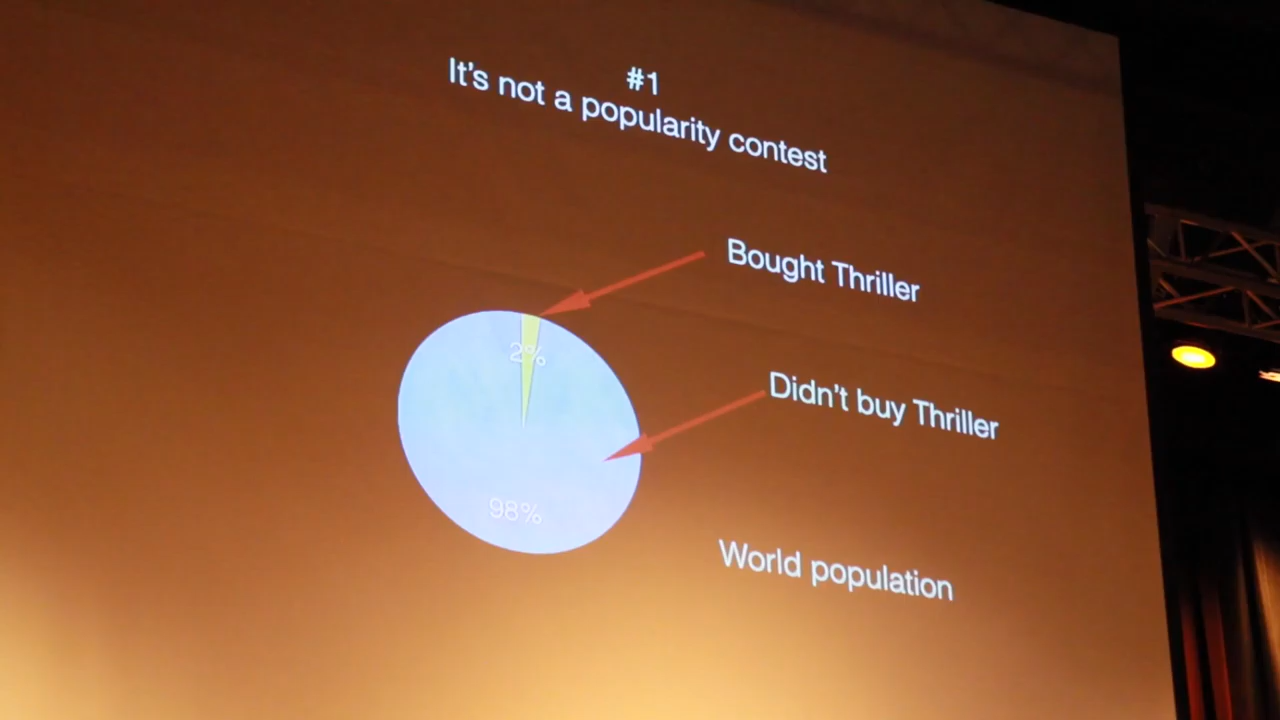 #1
It's not a popularity contest
Bought Thriller
2%
Didn't buy Thriller
98%
World population